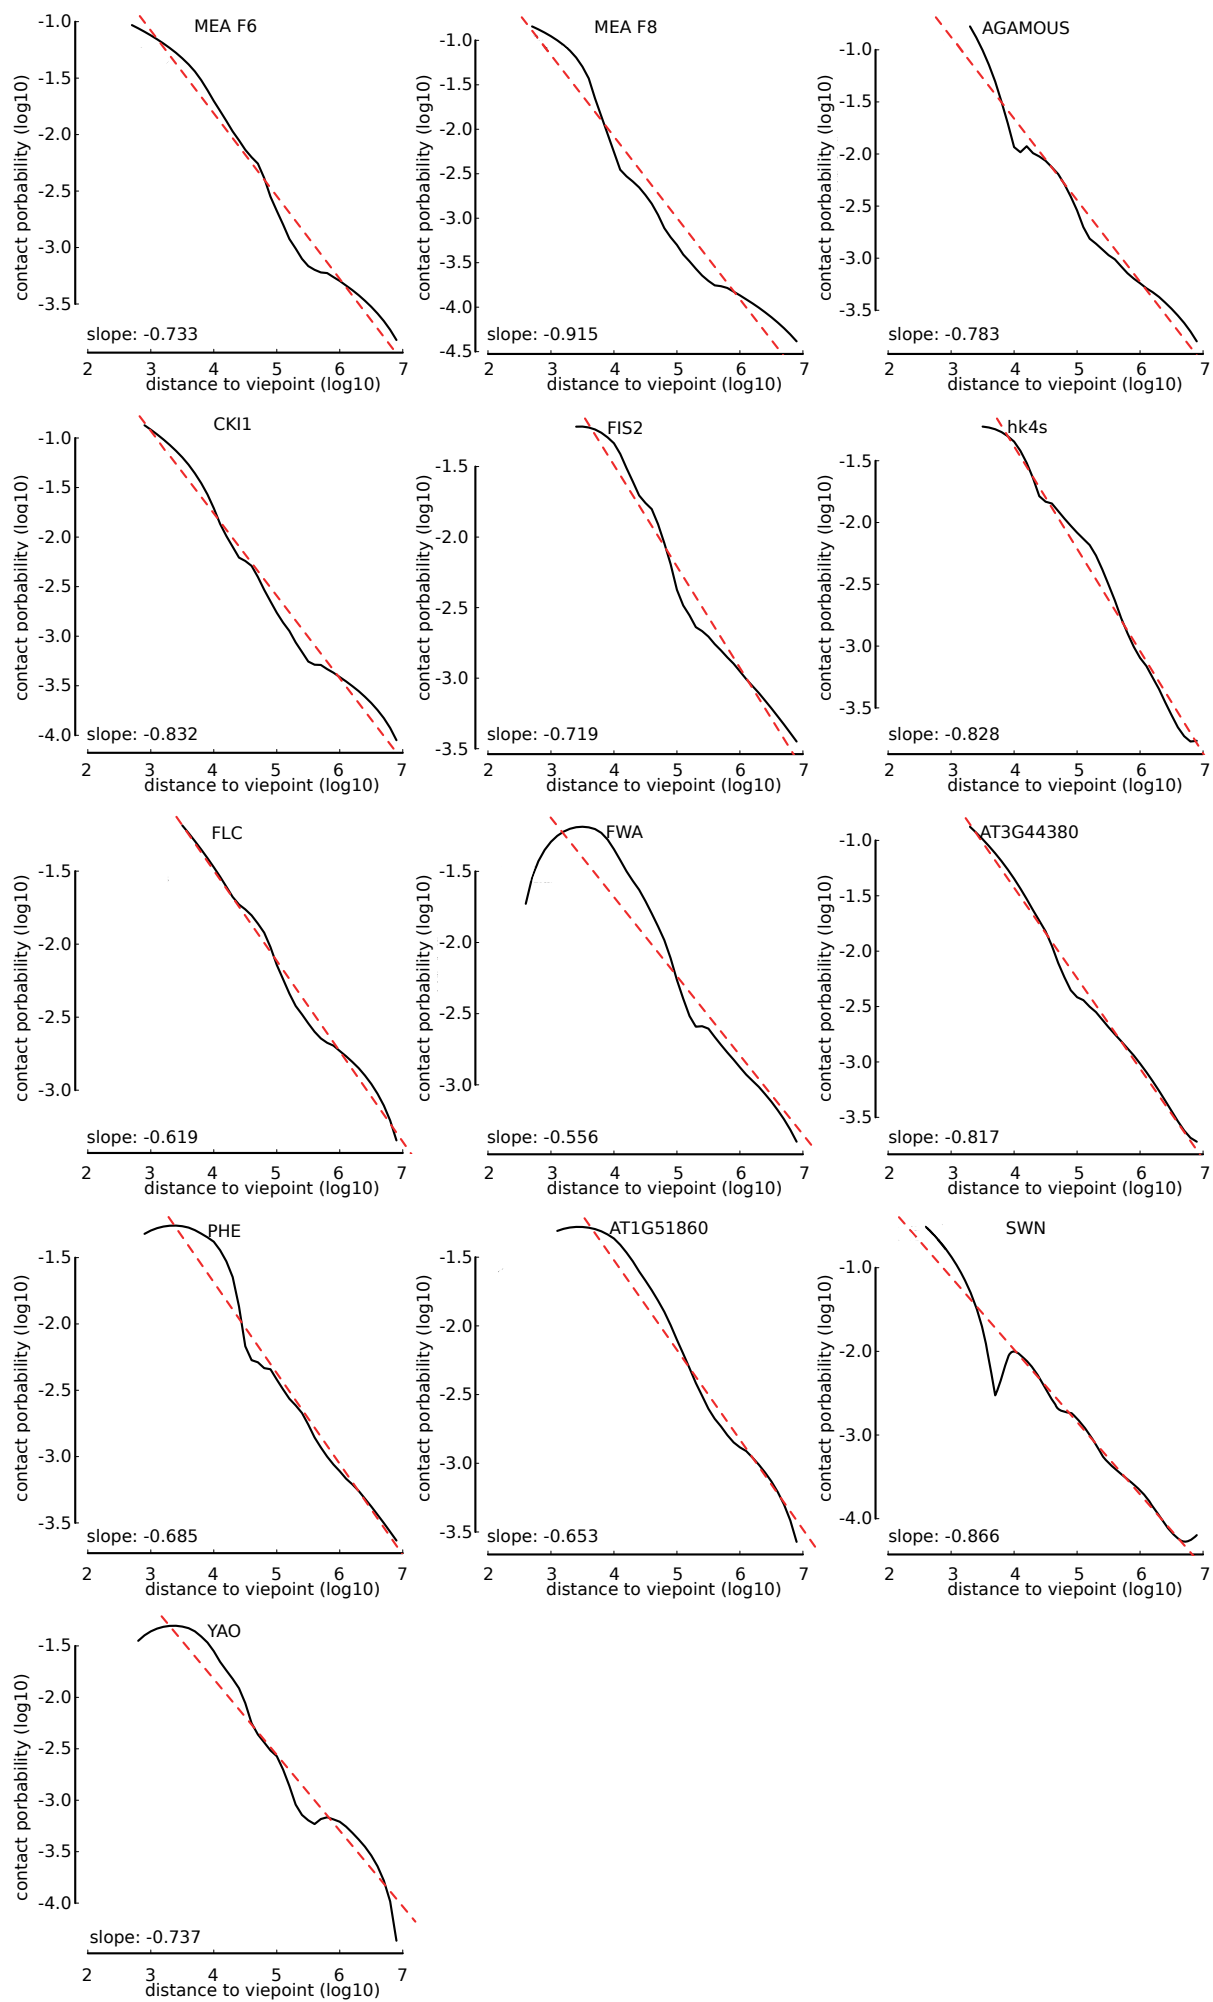 MEA F6
contact porbability (log10)
-1.0
-1.5
-2.0
-2.5
-3.0
-3.5
slope: -0.733
2 3 4 5 6 7
distance to viepoint (log10)
MEA F8
contact porbability (log10)
-1.0
-1.5
-2.0
-2.5
-3.0
-3.5
-4.0
-4.5
slope: -0.915
2 3 4 5 6 7
distance to viepoint (log10)
AGAMOUS
contact porbability (log10)
-1.0
-1.5
-2.0
-2.5
-3.0
-3.5
slope: -0.783
2 3 4 5 6 7
distance to viepoint (log10)
CKI1
contact porbability (log10)
-1.0
-1.5
-2.0
-2.5
-3.0
-3.5
-4.0
slope: -0.832
2 3 4 5 6 7
distance to viepoint (log10)
FIS2
contact porbability (log10)
-1.5
-2.0
-2.5
-3.0
-3.5
slope: -0.719
2 3 4 5 6 7
distance to viepoint (log10)
hk4s
contact porbability (log10)
-1.5
-2.0
-2.5
-3.0
-3.5
slope: -0.828
2 3 4 5 6 7
distance to viepoint (log10)
FLC
contact porbability (log10)
-1.5
-2.0
-2.5
-3.0
slope: -0.619
2 3 4 5 6 7
distance to viepoint (log10)
FWA
contact porbability (log10)
-1.5
-2.0
-2.5
-3.0
slope: -0.556
2 3 4 5 6 7
distance to viepoint (log10)
AT3G44380
contact porbability (log10)
-1.0
-1.5
-2.0
-2.5
-3.0
-3.5
slope: -0.817
2 3 4 5 6 7
distance to viepoint (log10)
PHE
contact porbability (log10)
-1.5
-2.0
-2.5
-3.0
-3.5
slope: -0.685
2 3 4 5 6 7
distance to viepoint (log10)
AT1G51860
contact porbability (log10)
-1.5
-2.0
-2.5
-3.0
-3.5
slope: -0.653
2 3 4 5 6 7
distance to viepoint (log10)
SWN
contact porbability (log10)
-1.0
-2.0
-3.0
-4.0
slope: -0.866
2 3 4 5 6 7
distance to viepoint (log10)
YAO
contact porbability (log10)
-1.5
-2.0
-2.5
-3.0
-3.5
-4.0
slope: -0.737
2 3 4 5 6 7
distance to viepoint (log10)